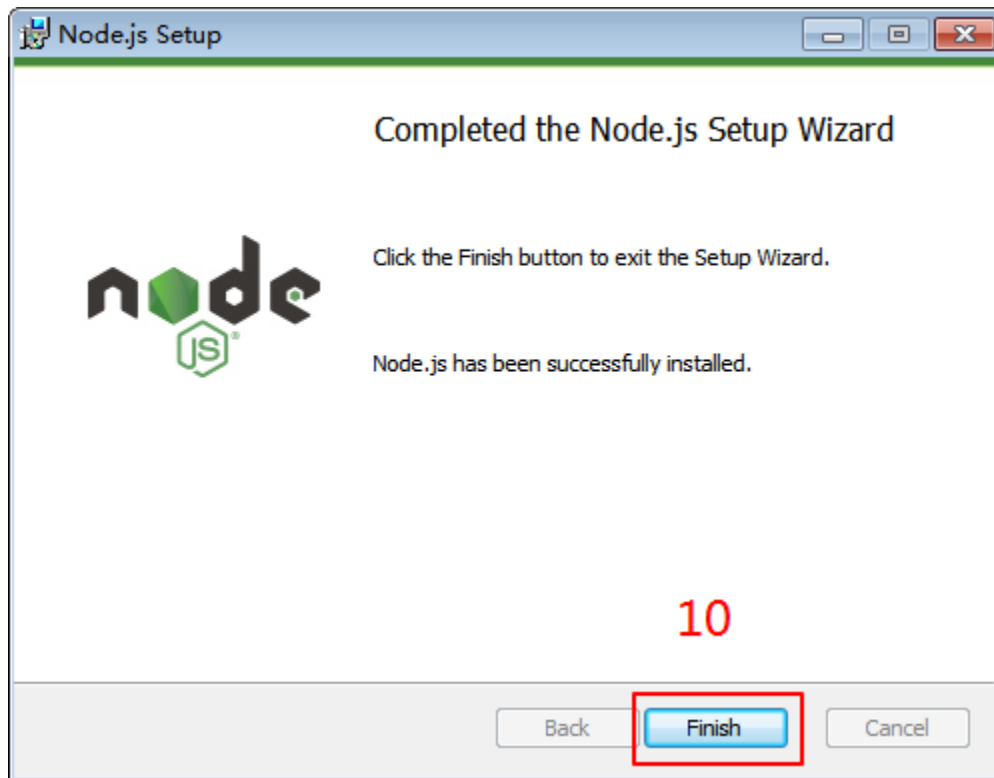 Node.js Setup
Completed the Node.js Setup Wizard
Click the Finish button to exit the Setup Wizard.
node
JS®
Node.js has been successfully installed.
10
Back Finish Cancel